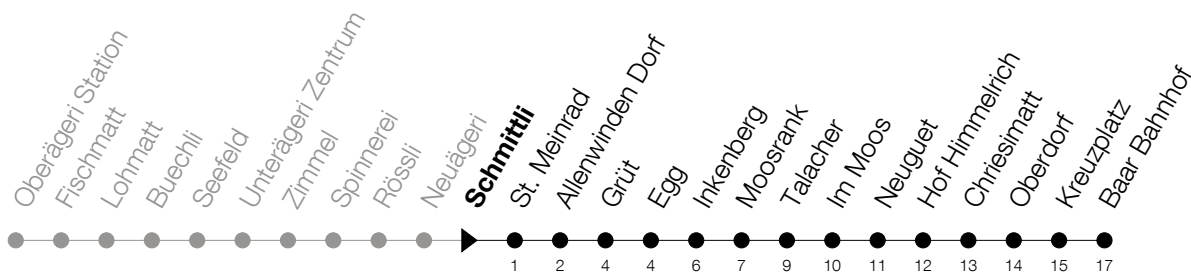 Oberägeri Station
Fischmatt
Lohmatt
Buechli
Seefeld
Unterägeri Zentrum
Zimmel
Spinnerei
Rössli
Neuägeri
Schmittli
St. Meinrad
Allenwinden Dorf
Grüt
Egg
Inkenberg
Moosrank
Talacher
Im Moos
Neuguet
Hof Himmelrich
Chriesimatt
Oberdorf
Kreuzplatz
Baar Bahnhof
1 2 4 4 6 7 9 10 11 12 13 14 15 17